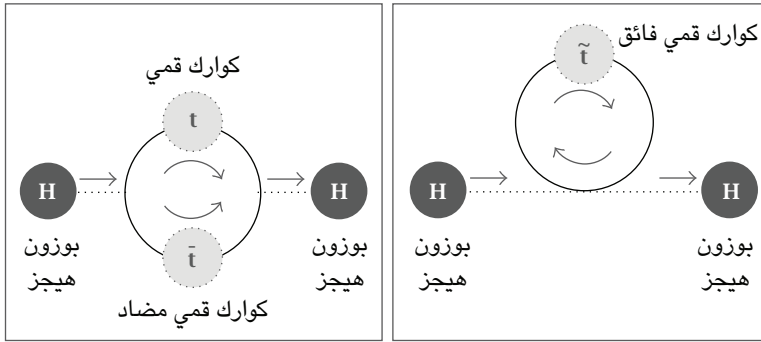 كوارك قمي
t
H
H
بوزون
هيجز
t̄
بوزون
هيجز
كوارك قمي مضاد
كوارك قمي فائق
t̃
H
H
بوزون
هيجز
بوزون
هيجز